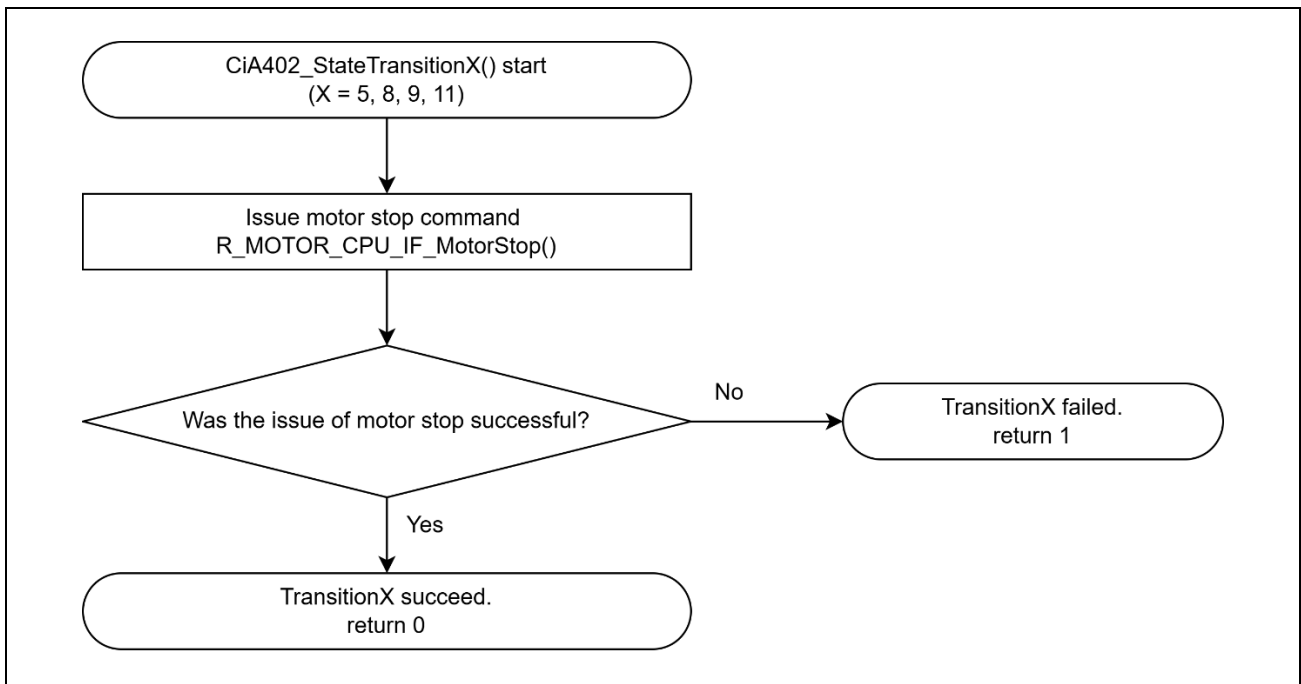 CiA402_StateTransitionX() start
(X = 5, 8, 9, 11)
Issue motor stop command
R_MOTOR_CPU_IF_MotorStop()
Was the issue of motor stop successful?
No
TransitionX failed.
return 1
Yes
TransitionX succeed.
return 0